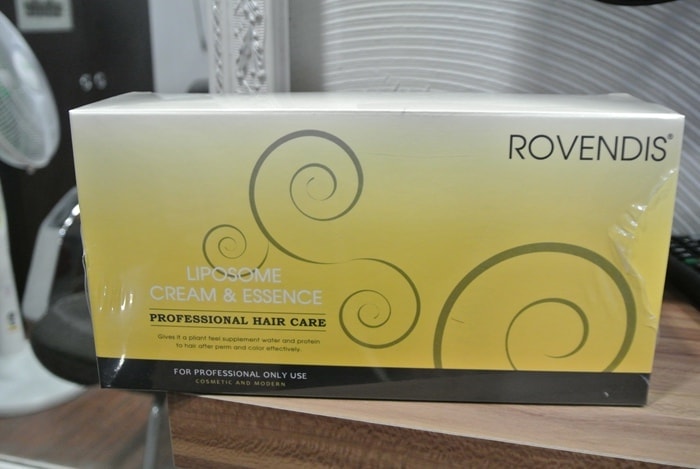 ROVENDIS®
LIPOSOME
CREAM & ESSENCE
PROFESSIONAL HAIR CARE
Gives it a pliant feel supplement water and protein
to hair after perm and color effectively.
FOR PROFESSIONAL ONLY USE
COSMETIC AND MODERN